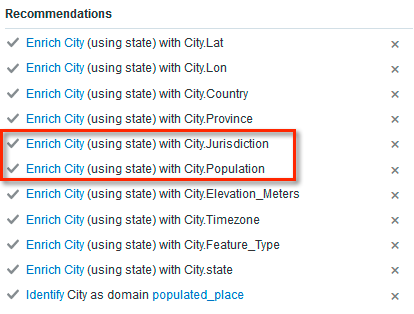 Recommendations
Enrich City (using state) with City.Lat
Enrich City (using state) with City.Lon
Enrich City (using state) with City.Country
Enrich City (using state) with City.Province
Enrich City (using state) with City.Jurisdiction
Enrich City (using state) with City.Population
Enrich City (using state) with City.Elevation_Meters
Enrich City (using state) with City.Timezone
Enrich City (using state) with City.Feature_Type
Enrich City (using state) with City.state
Identify City as domain populated_place